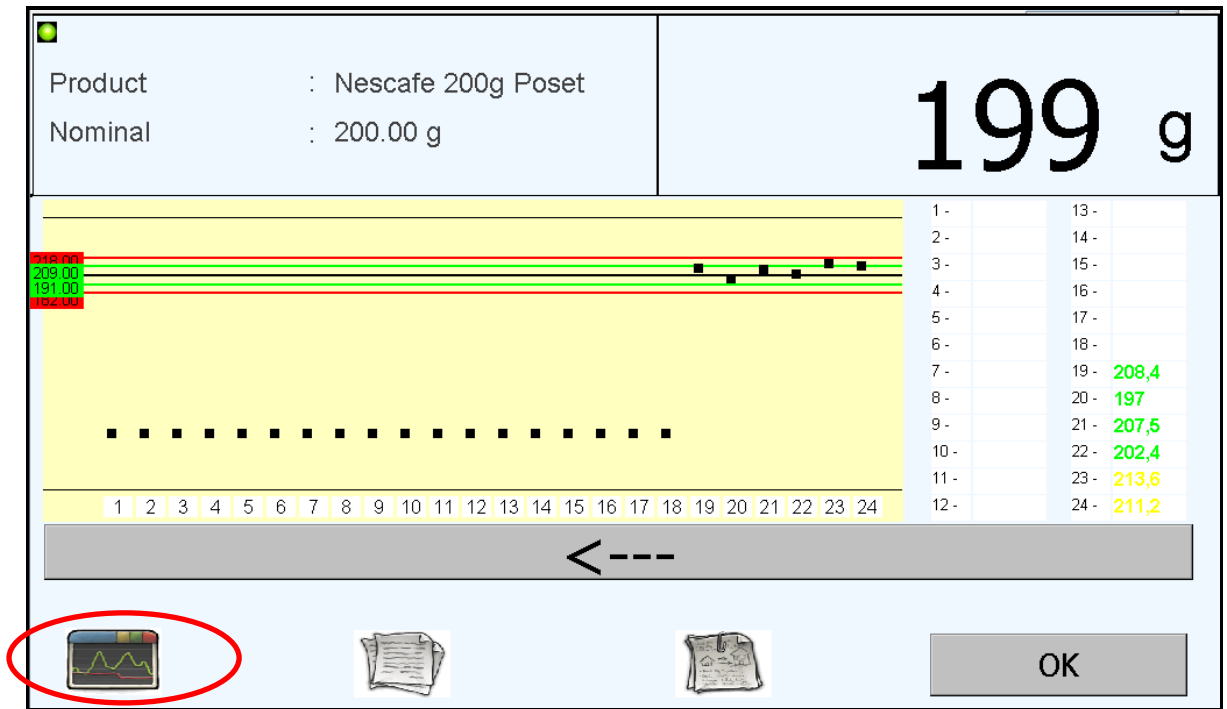 Product : Nescafe 200g Poset
Nominal : 200.00 g
199 g
218.00
209.00
191.00
182.00
1 2 3 4 5 6 7 8 9 10 11 12 13 14 15 16 17 18 19 20 21 22 23 24
1 -
2 -
3 -
4 -
5 -
6 -
7 -
8 -
9 -
10 -
11 -
12 -
13 -
14 -
15 -
16 -
17 -
18 -
19 - 208,4
20 - 197
21 - 207,5
22 - 202,4
23 - 213,6
24 - 211,2
<---
OK